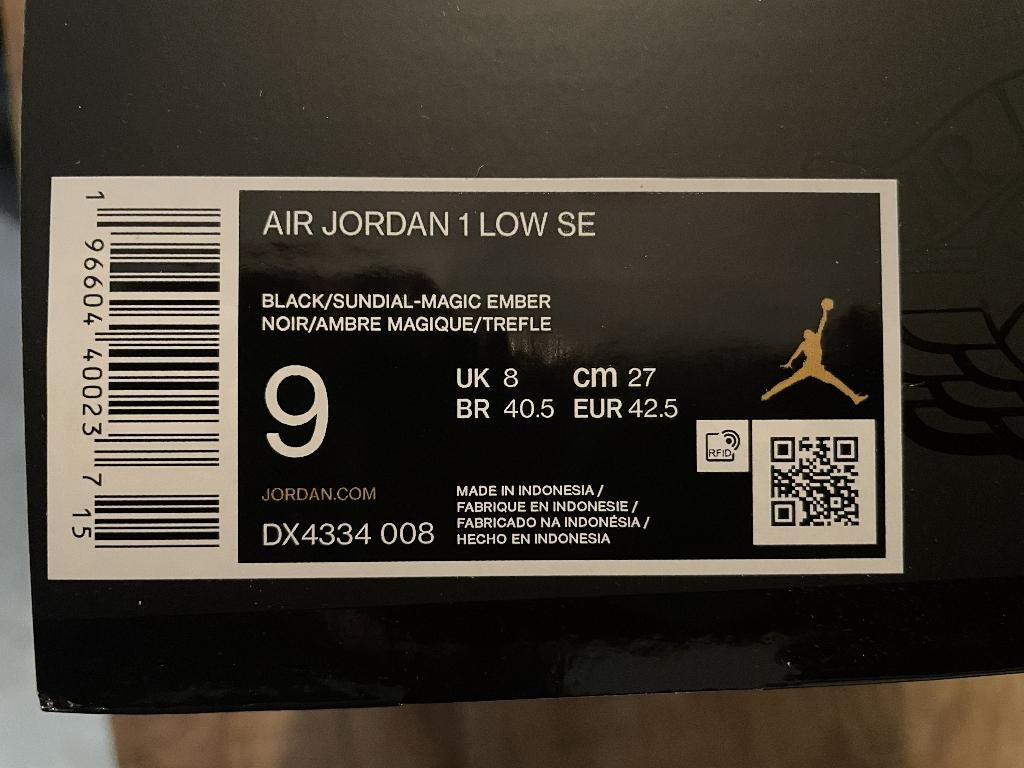 1 96604 40023 7 15
AIR JORDAN 1 LOW SE
BLACK/SUNDIAL-MAGIC EMBER
NOIR/AMBRE MAGIQUE/TREFLE
9
UK 8 cm 27
BR 40.5 EUR 42.5
RFID
JORDAN.COM
DX4334 008
MADE IN INDONESIA /
FABRIQUE EN INDONESIE /
FABRICADO NA INDONÉSIA /
HECHO EN INDONESIA